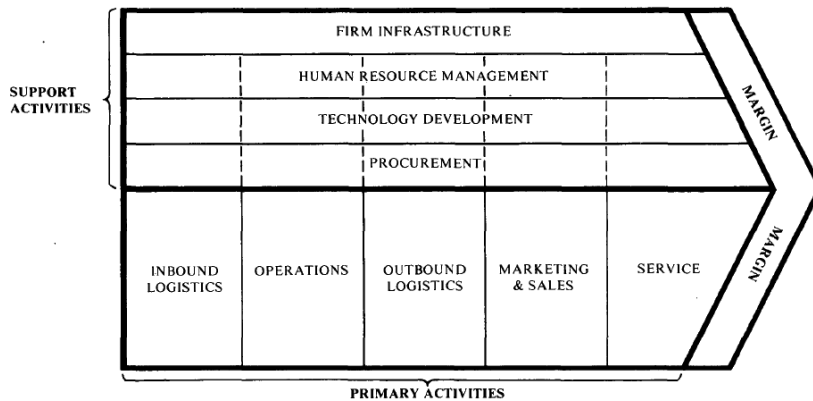 FIRM INFRASTRUCTURE
SUPPORT
ACTIVITIES
HUMAN RESOURCE MANAGEMENT
TECHNOLOGY DEVELOPMENT
PROCUREMENT
MARGIN
INBOUND
LOGISTICS
OPERATIONS
OUTBOUND
LOGISTICS
MARKETING
& SALES
SERVICE
MARGIN
PRIMARY ACTIVITIES